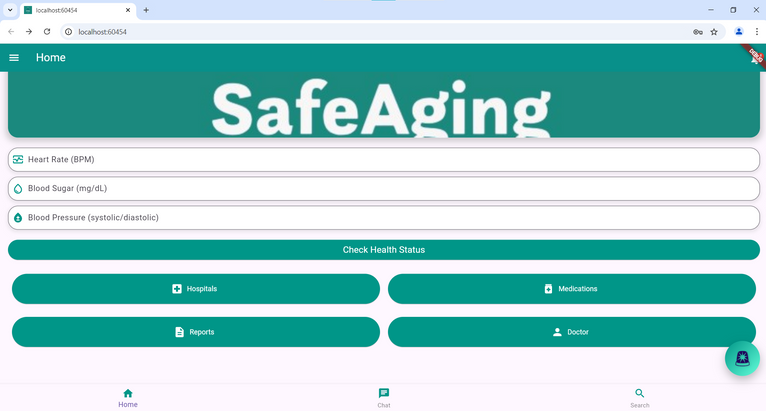 localhost:60454
localhost:60454
Home
DEBUG
SafeAging
Heart Rate (BPM)
Blood Sugar (mg/dL)
Blood Pressure (systolic/diastolic)
Check Health Status
Hospitals
Medications
Reports
Doctor
Home
Chat
Search